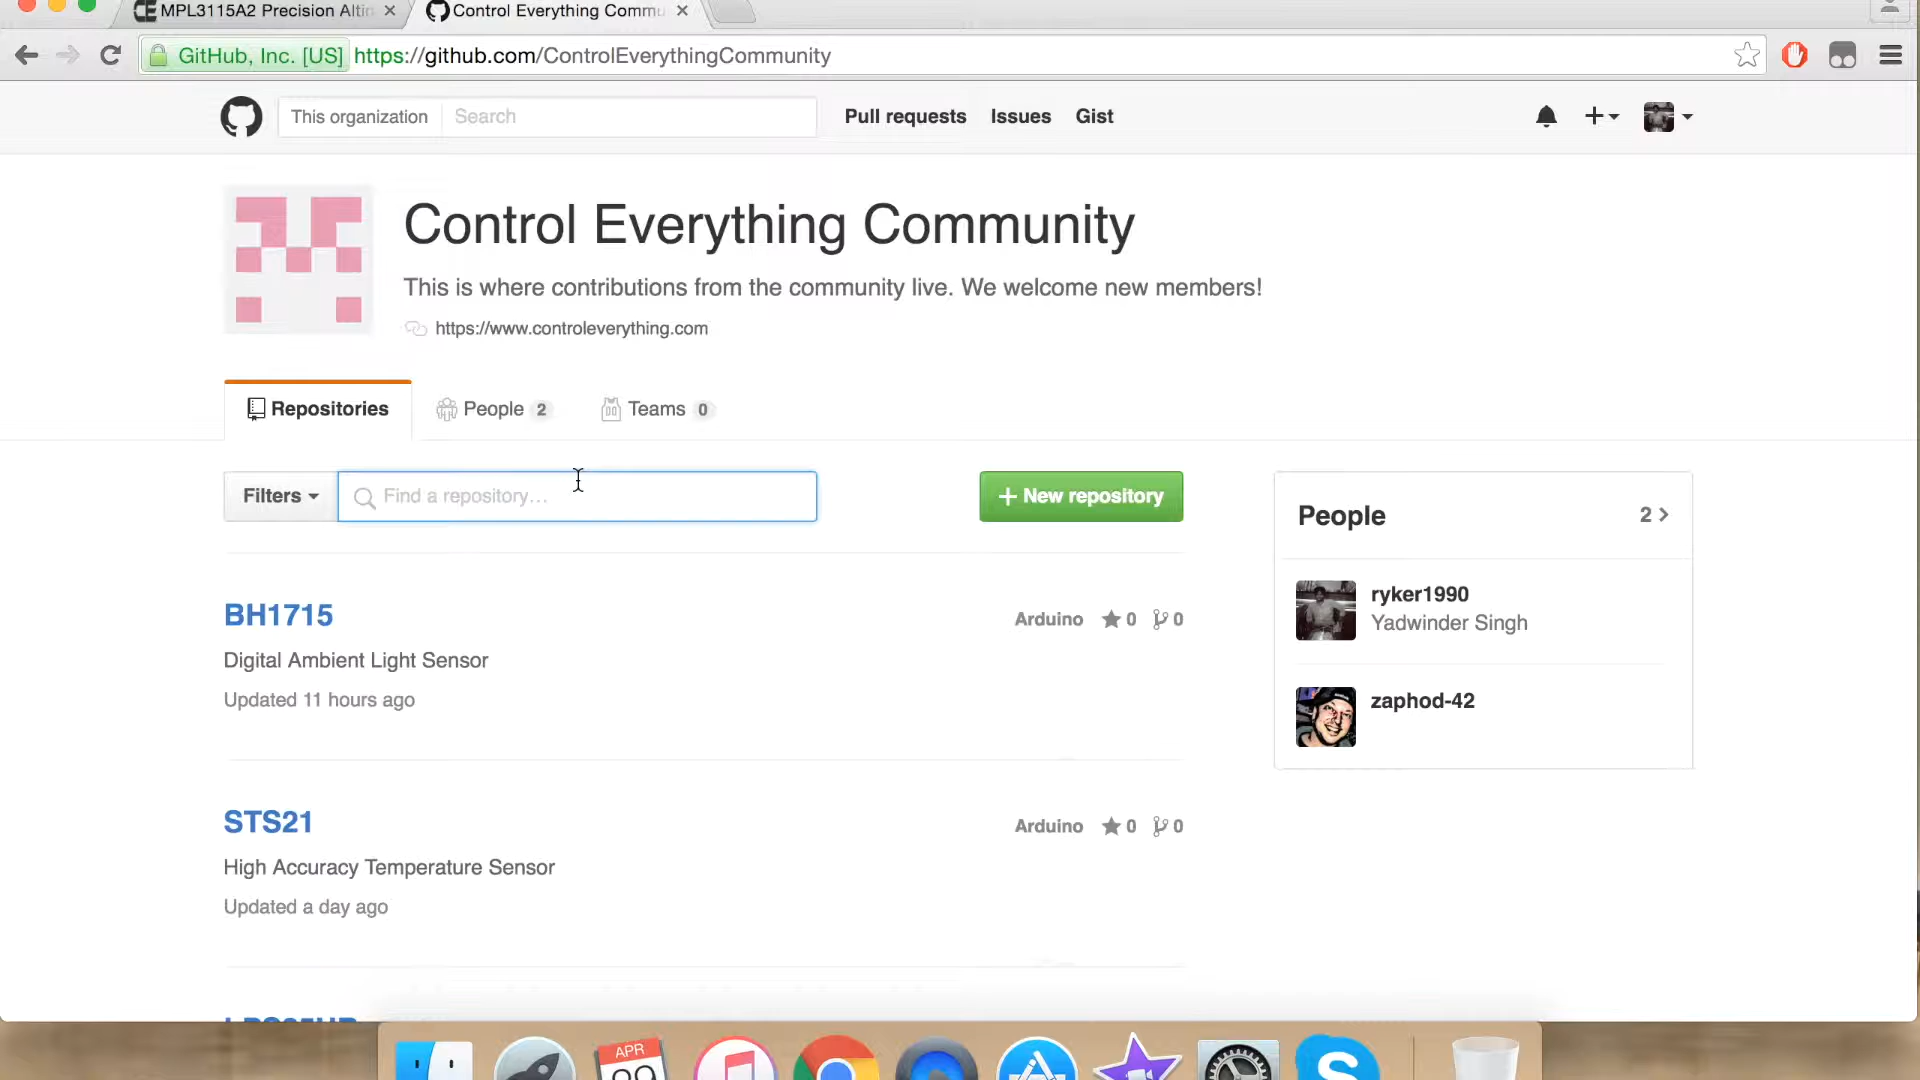 MPL3115A2 Precision Altim
Control Everything Commu
GitHub, Inc. [US] https://github.com/ControlEverythingCommunity
This organization Search Pull requests Issues Gist
Control Everything Community
This is where contributions from the community live. We welcome new members!
https://www.controleverything.com
Repositories People 2 Teams 0
Filters Find a repository... + New repository
People 2
BH1715 Arduino 0 0
Digital Ambient Light Sensor
Updated 11 hours ago
ryker1990
Yadwinder Singh
zaphod-42
STS21 Arduino 0 0
High Accuracy Temperature Sensor
Updated a day ago
APR